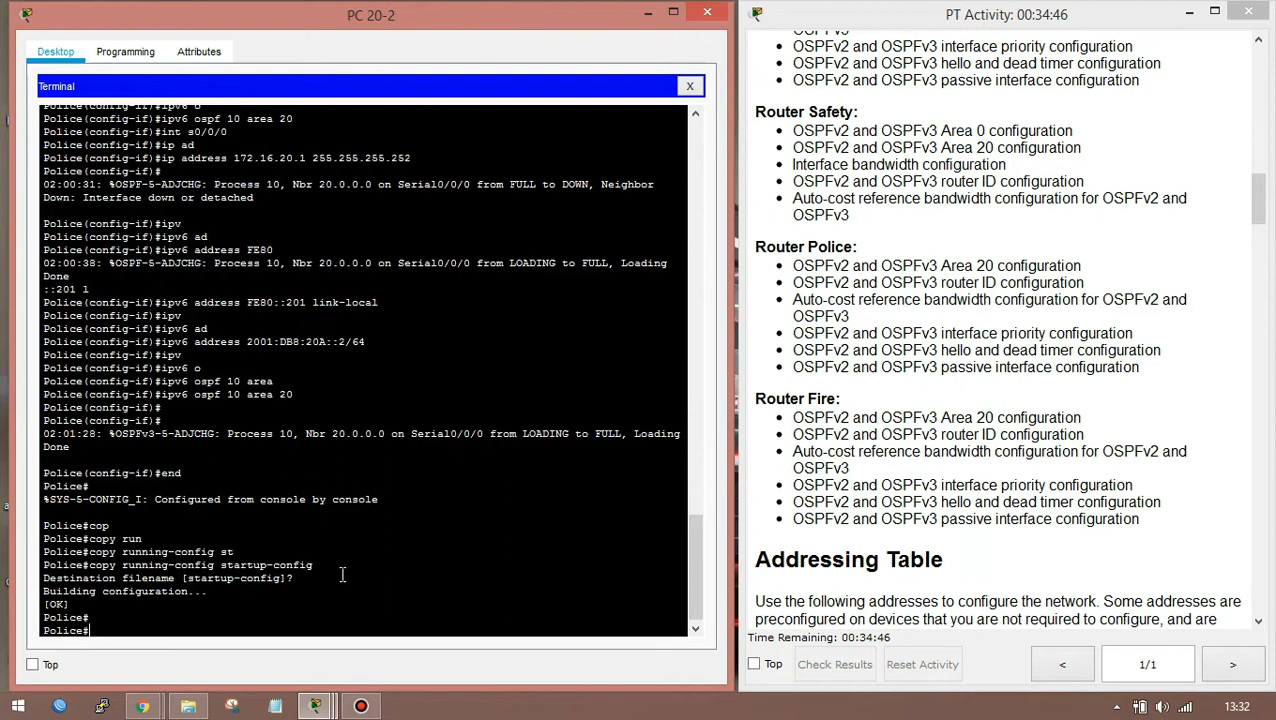 PC 20-2
Desktop
Programming
Attributes
Terminal
X
Police(config-if)#ipv6 o
Police(config-if)#ipv6 ospf 10 area 20
Police(config-if)#int s0/0/0
Police(config-if)#ip ad
Police(config-if)#ip address 172.16.20.1 255.255.255.252
Police(config-if)#
02:00:31: %OSPF-5-ADJCHG: Process 10, Nbr 20.0.0.0 on Serial0/0/0 from FULL to DOWN, Neighbor
Down: Interface down or detached
Police(config-if)#ipv
Police(config-if)#ipv6 ad
Police(config-if)#ipv6 address FE80
02:00:38: %OSPF-5-ADJCHG: Process 10, Nbr 20.0.0.0 on Serial0/0/0 from LOADING to FULL, Loading
Done
::201 l
Police(config-if)#ipv6 address FE80::201 link-local
Police(config-if)#ipv
Police(config-if)#ipv6 ad
Police(config-if)#ipv6 address 2001:DB8:20A::2/64
Police(config-if)#ipv
Police(config-if)#ipv6 o
Police(config-if)#ipv6 ospf 10 area
Police(config-if)#ipv6 ospf 10 area 20
Police(config-if)#
Police(config-if)#
02:01:28: %OSPFv3-5-ADJCHG: Process 10, Nbr 20.0.0.0 on Serial0/0/0 from LOADING to FULL, Loading
Done
Police(config-if)#end
Police#
%SYS-5-CONFIG_I: Configured from console by console
Police#cop
Police#copy run
Police#copy running-config st
Police#copy running-config startup-config
Destination filename [startup-config]?
Building configuration...
[OK]
Police#
Police#
Top
PT Activity: 00:34:46
OSPFv3
OSPFv2 and OSPFv3 interface priority configuration
OSPFv2 and OSPFv3 hello and dead timer configuration
OSPFv2 and OSPFv3 passive interface configuration
Router Safety:
OSPFv2 and OSPFv3 Area 0 configuration
OSPFv2 and OSPFv3 Area 20 configuration
Interface bandwidth configuration
OSPFv2 and OSPFv3 router ID configuration
Auto-cost reference bandwidth configuration for OSPFv2 and
OSPFv3
Router Police:
OSPFv2 and OSPFv3 Area 20 configuration
OSPFv2 and OSPFv3 router ID configuration
Auto-cost reference bandwidth configuration for OSPFv2 and
OSPFv3
OSPFv2 and OSPFv3 interface priority configuration
OSPFv2 and OSPFv3 hello and dead timer configuration
OSPFv2 and OSPFv3 passive interface configuration
Router Fire:
OSPFv2 and OSPFv3 Area 20 configuration
OSPFv2 and OSPFv3 router ID configuration
Auto-cost reference bandwidth configuration for OSPFv2 and
OSPFv3
OSPFv2 and OSPFv3 interface priority configuration
OSPFv2 and OSPFv3 hello and dead timer configuration
OSPFv2 and OSPFv3 passive interface configuration
Addressing Table
Use the following addresses to configure the network. Some addresses are
preconfigured on devices that you are not required to configure, and are
Time Remaining: 00:34:46
Top
Check Results
Reset Activity
<
1/1
>
13:32